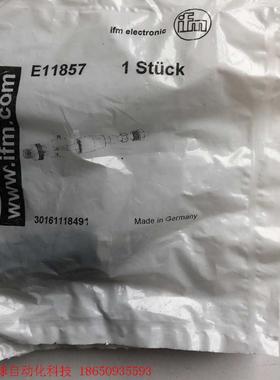 ifm electronic
ifm
E11857 1 Stück
www.ifm.com
30161118491 Made in Germany
自动化科技 18650935593